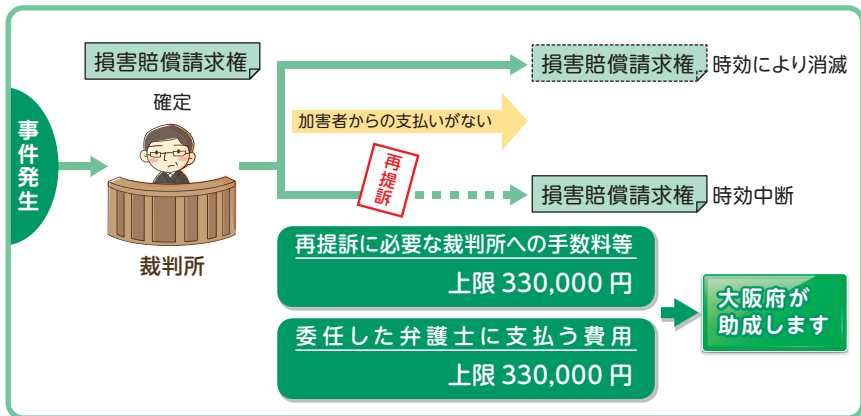 事件発生
損害賠償請求権
確定
裁判所
損害賠償請求権 時効により消滅
加害者からの支払いがない
再提訴
損害賠償請求権 時効中断
再提訴に必要な裁判所への手数料等
上限 330,000 円
委任した弁護士に支払う費用
上限 330,000 円
大阪府が
助成します